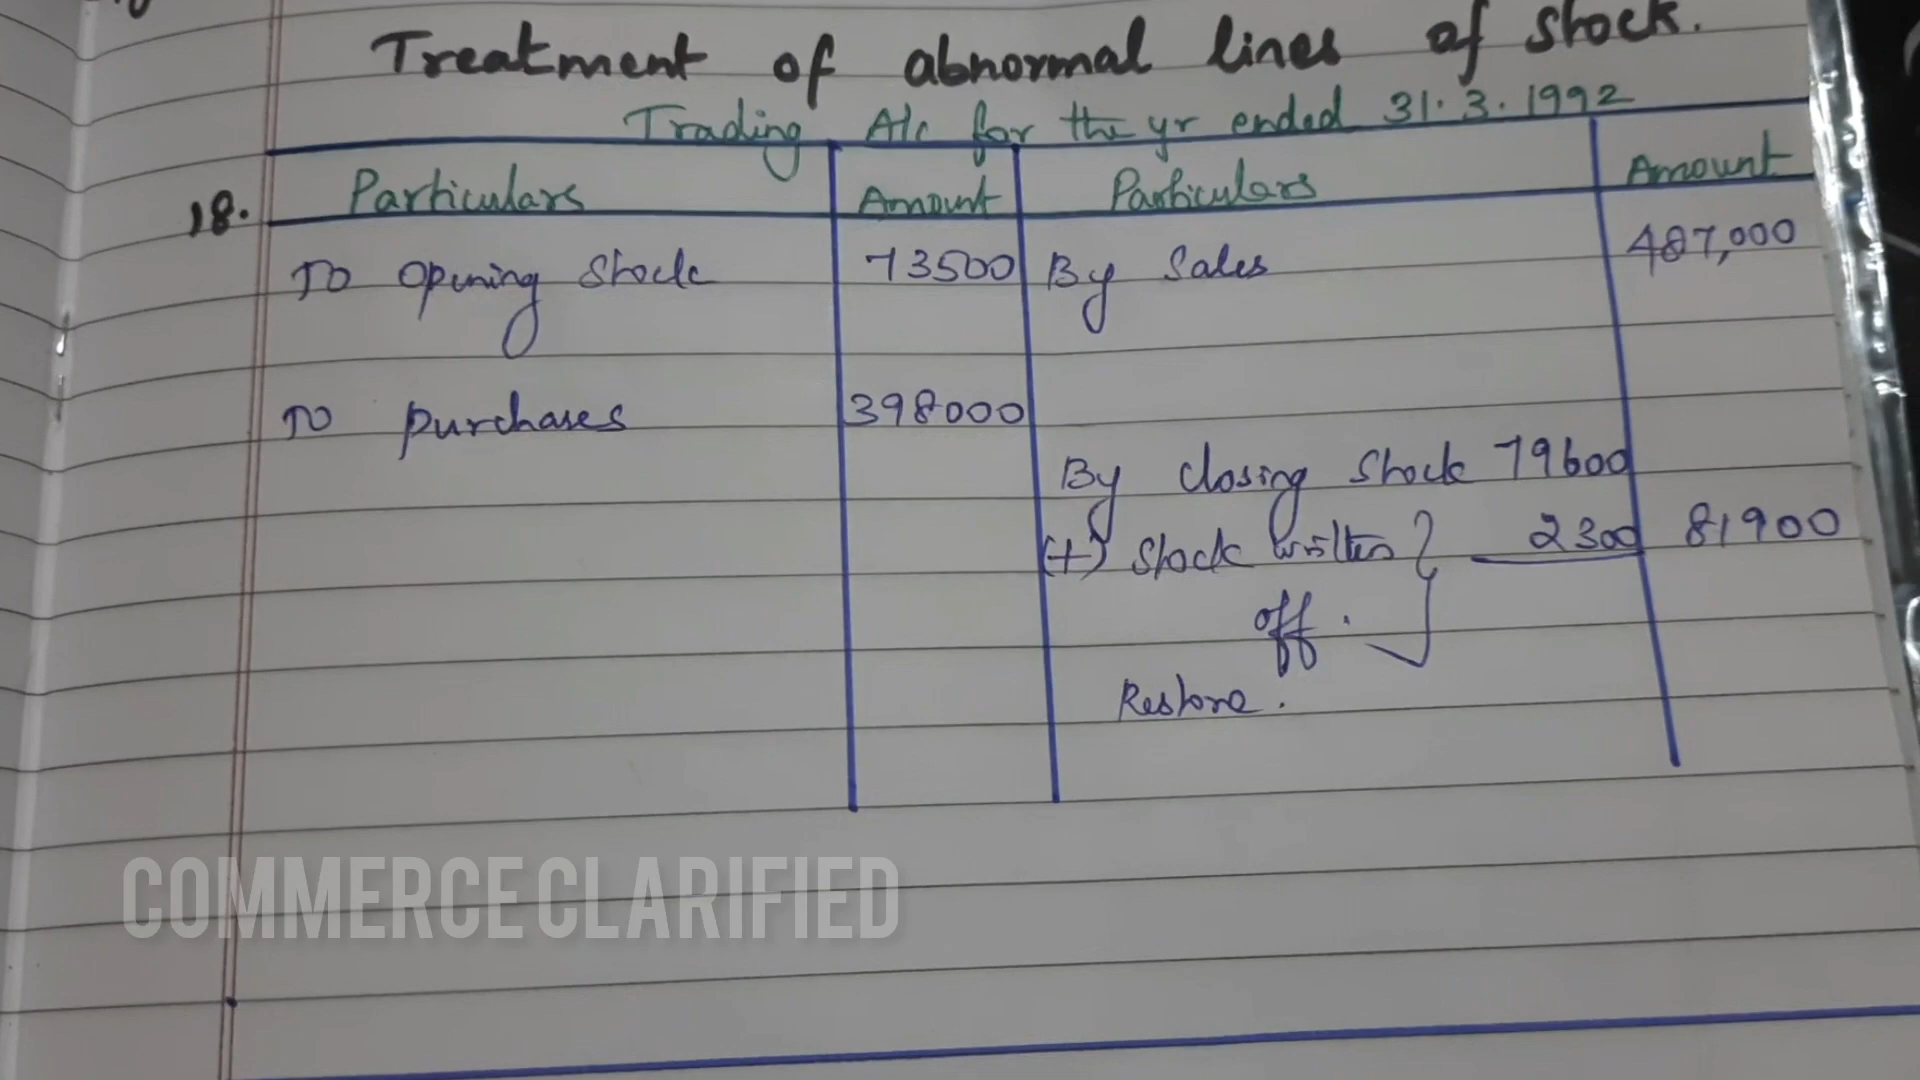 Treatment of abnormal lines of stock.
Trading A/c for the yr ended 31.3.1992
18. Particulars Amount Particulars Amount
To Opening Stock 73500 By Sales 487,000
To purchases 398000
By Closing Stock 79600
(+) Stock written 2300 81900
off.
Restore.
COMMERCE CLARIFIED